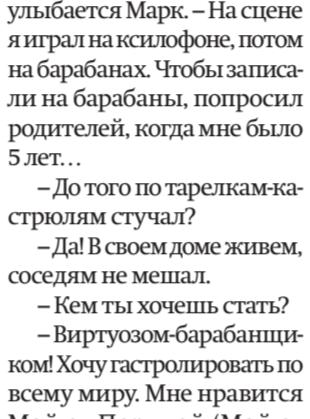 улыбается Марк. – На сцене
я играл на ксилофоне, потом
на барабанах. Чтобы записа-
ли на барабаны, попросил
родителей, когда мне было
5 лет…
– До того по тарелкам-ка-
стрюлям стучал?
– Да! В своем доме живем,
соседям не мешал.
– Кем ты хочешь стать?
– Виртуозом-барабанщи-
ком! Хочу гастролировать по
всему миру. Мне нравится